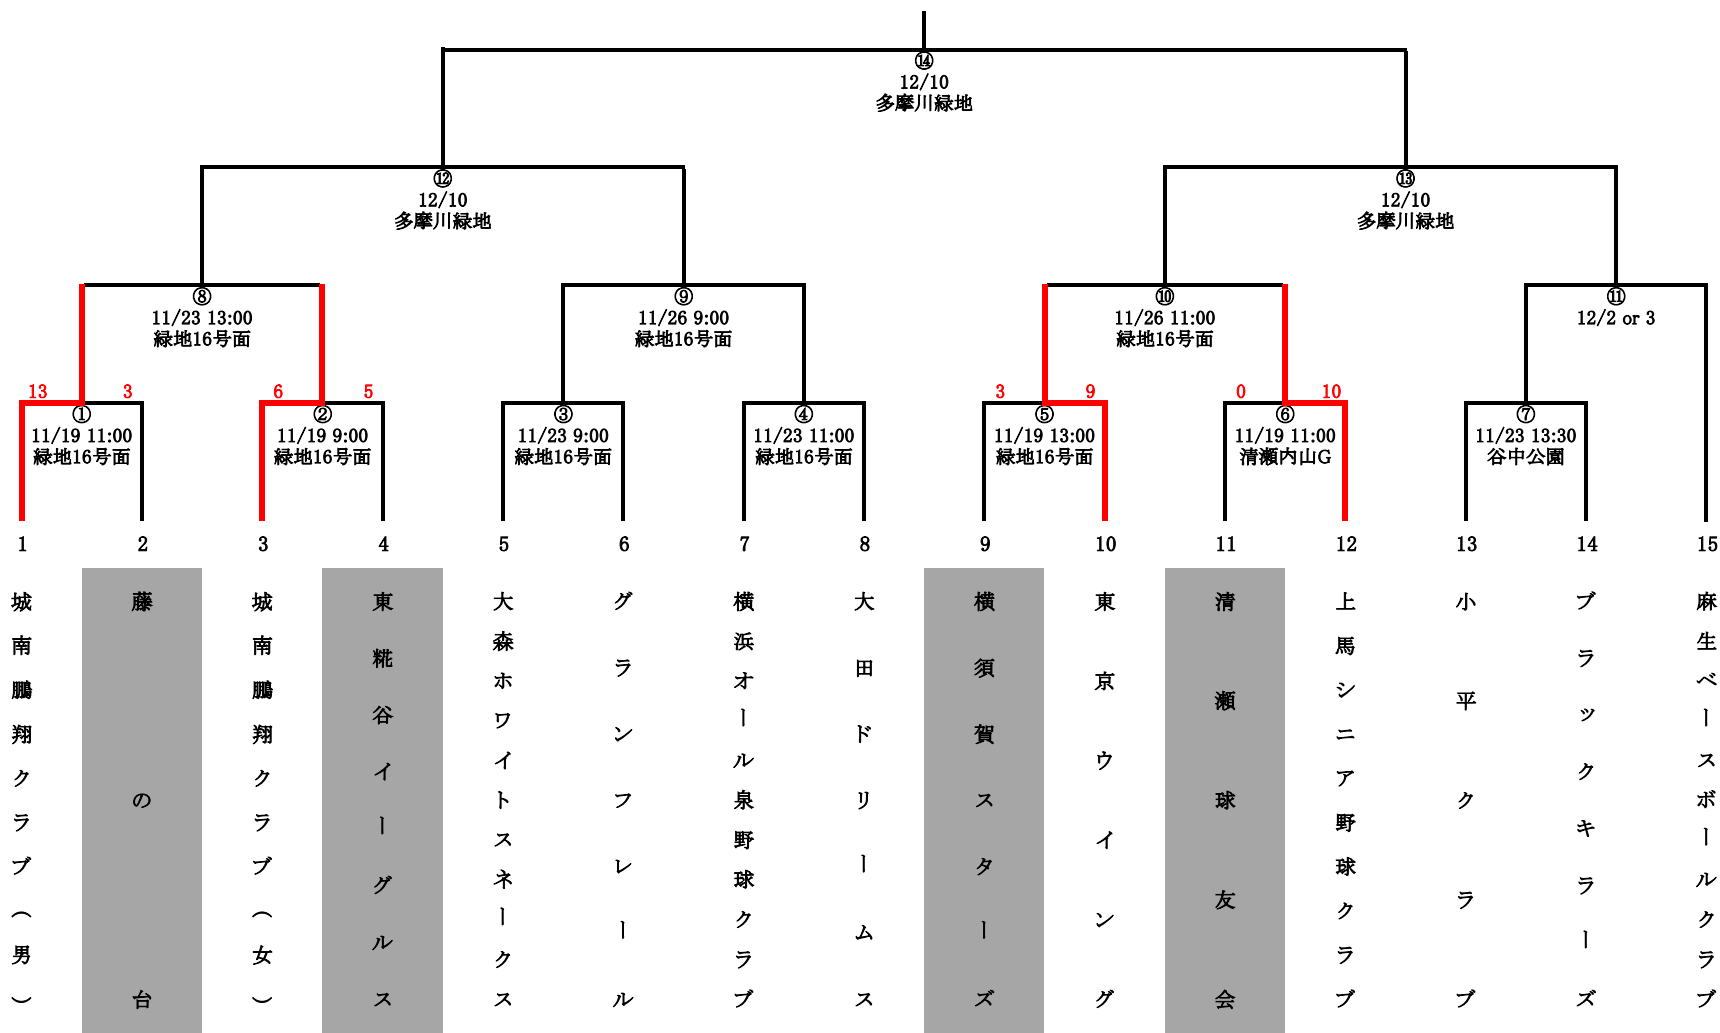 ⑭
12/10
多摩川緑地
⑫
12/10
多摩川緑地
⑬
12/10
多摩川緑地
⑧
11/23 13:00
緑地16号面
⑨
11/26 9:00
緑地16号面
⑩
11/26 11:00
緑地16号面
⑪
12/2 or 3
13 3
①
11/19 11:00
緑地16号面
6 5
②
11/19 9:00
緑地16号面
③
11/23 9:00
緑地16号面
④
11/23 11:00
緑地16号面
3 9
⑤
11/19 13:00
緑地16号面
0 10
⑥
11/19 11:00
清瀬内山G
⑦
11/23 13:30
谷中公園
1 2 3 4 5 6 7 8 9 10 11 12 13 14 15
城南鵬翔クラブ(男)
藤の台
城南鵬翔クラブ(女)
東糀谷イーグルス
大森ホワイトスネークス
グランフレール
横浜オール泉野球クラブ
大田ドリームス
横須賀スターズ
東京ウイング
清瀬球友会
上馬シニア野球クラブ
小平クラブ
ブラックキラーズ
麻生ベースボールクラブ